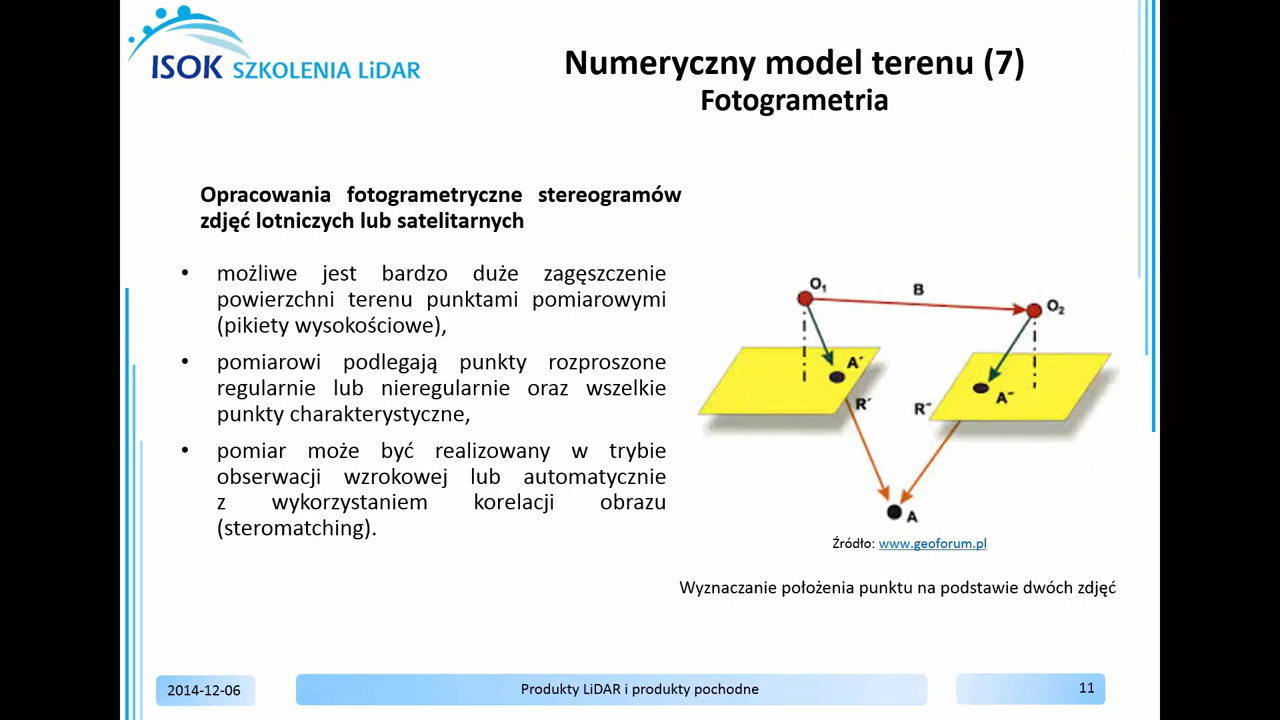 ISOK SZKOLENIA LiDAR
Numeryczny model terenu (7)
Fotogrametria
Opracowania fotogrametryczne stereogramów
zdjęć lotniczych lub satelitarnych
• możliwe jest bardzo duże zagęszczenie
powierzchni terenu punktami pomiarowymi
(pikiety wysokościowe),
• pomiarowi podlegają punkty rozproszone
regularnie lub nieregularnie oraz wszelkie
punkty charakterystyczne,
• pomiar może być realizowany w trybie
obserwacji wzrokowej lub automatycznie
z wykorzystaniem korelacji obrazu
(steromatching).
O₁
B
O₂
A´
R´
R˝
A˝
A
Źródło: www.geoforum.pl
Wyznaczanie położenia punktu na podstawie dwóch zdjęć
2014-12-06
Produkty LiDAR i produkty pochodne
11